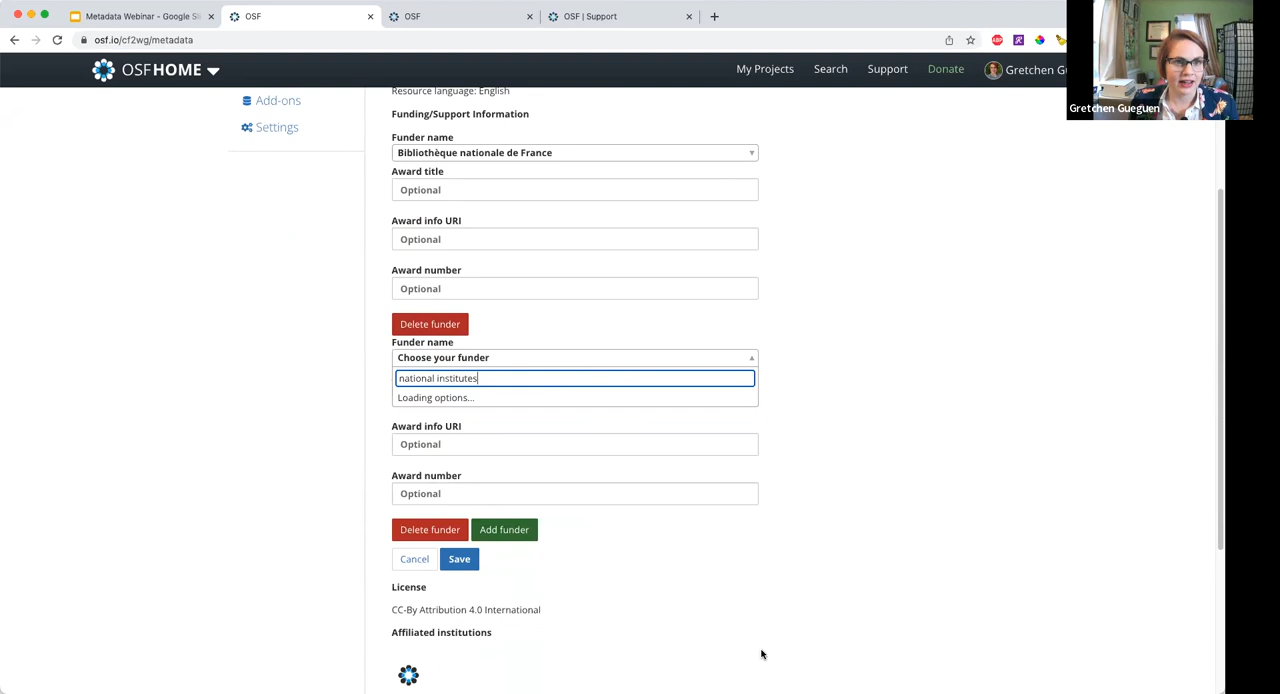 Metadata Webinar - Google Sli
OSF
OSF
OSF | Support
osf.io/cf2wg/metadata
OSFHOME
My Projects
Search
Support
Donate
Gretchen Gu
Gretchen Gueguen
Add-ons
Settings
Resource language: English
Funding/Support Information
Funder name
Bibliothèque nationale de France
Award title
Optional
Award info URI
Optional
Award number
Optional
Delete funder
Funder name
Choose your funder
national institutes
Loading options...
Award info URI
Optional
Award number
Optional
Delete funder
Add funder
Cancel
Save
License
CC-By Attribution 4.0 International
Affiliated institutions